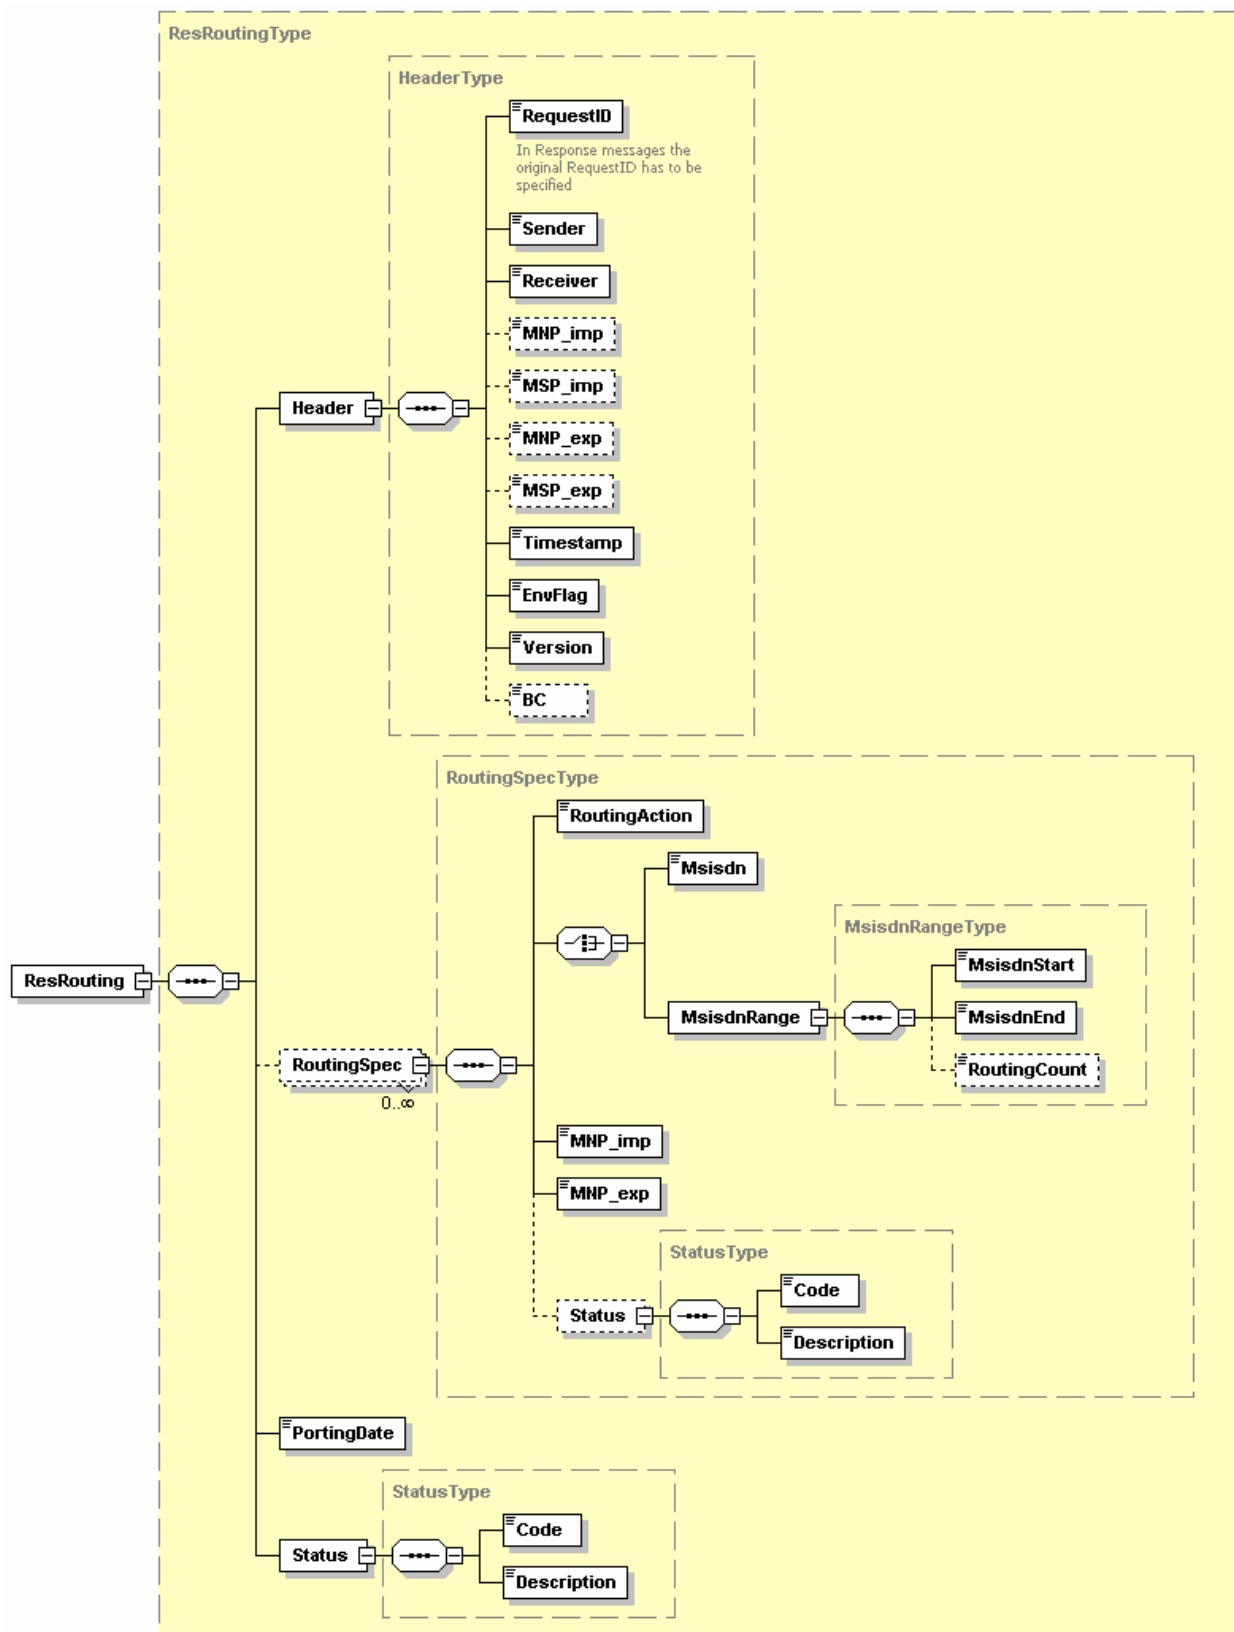 ResRoutingType
HeaderType
RequestID
In Response messages the
original RequestID has to be
specified
Sender
Receiver
MNP_imp
MSP_imp
Header
MNP_exp
MSP_exp
Timestamp
EnvFlag
Version
BC
RoutingSpecType
RoutingAction
Msisdn
MsisdnRangeType
MsisdnStart
ResRouting
MsisdnRange
MsisdnEnd
RoutingSpec
RoutingCount
0..∞
MNP_imp
MNP_exp
StatusType
Code
Status
Description
PortingDate
StatusType
Code
Status
Description